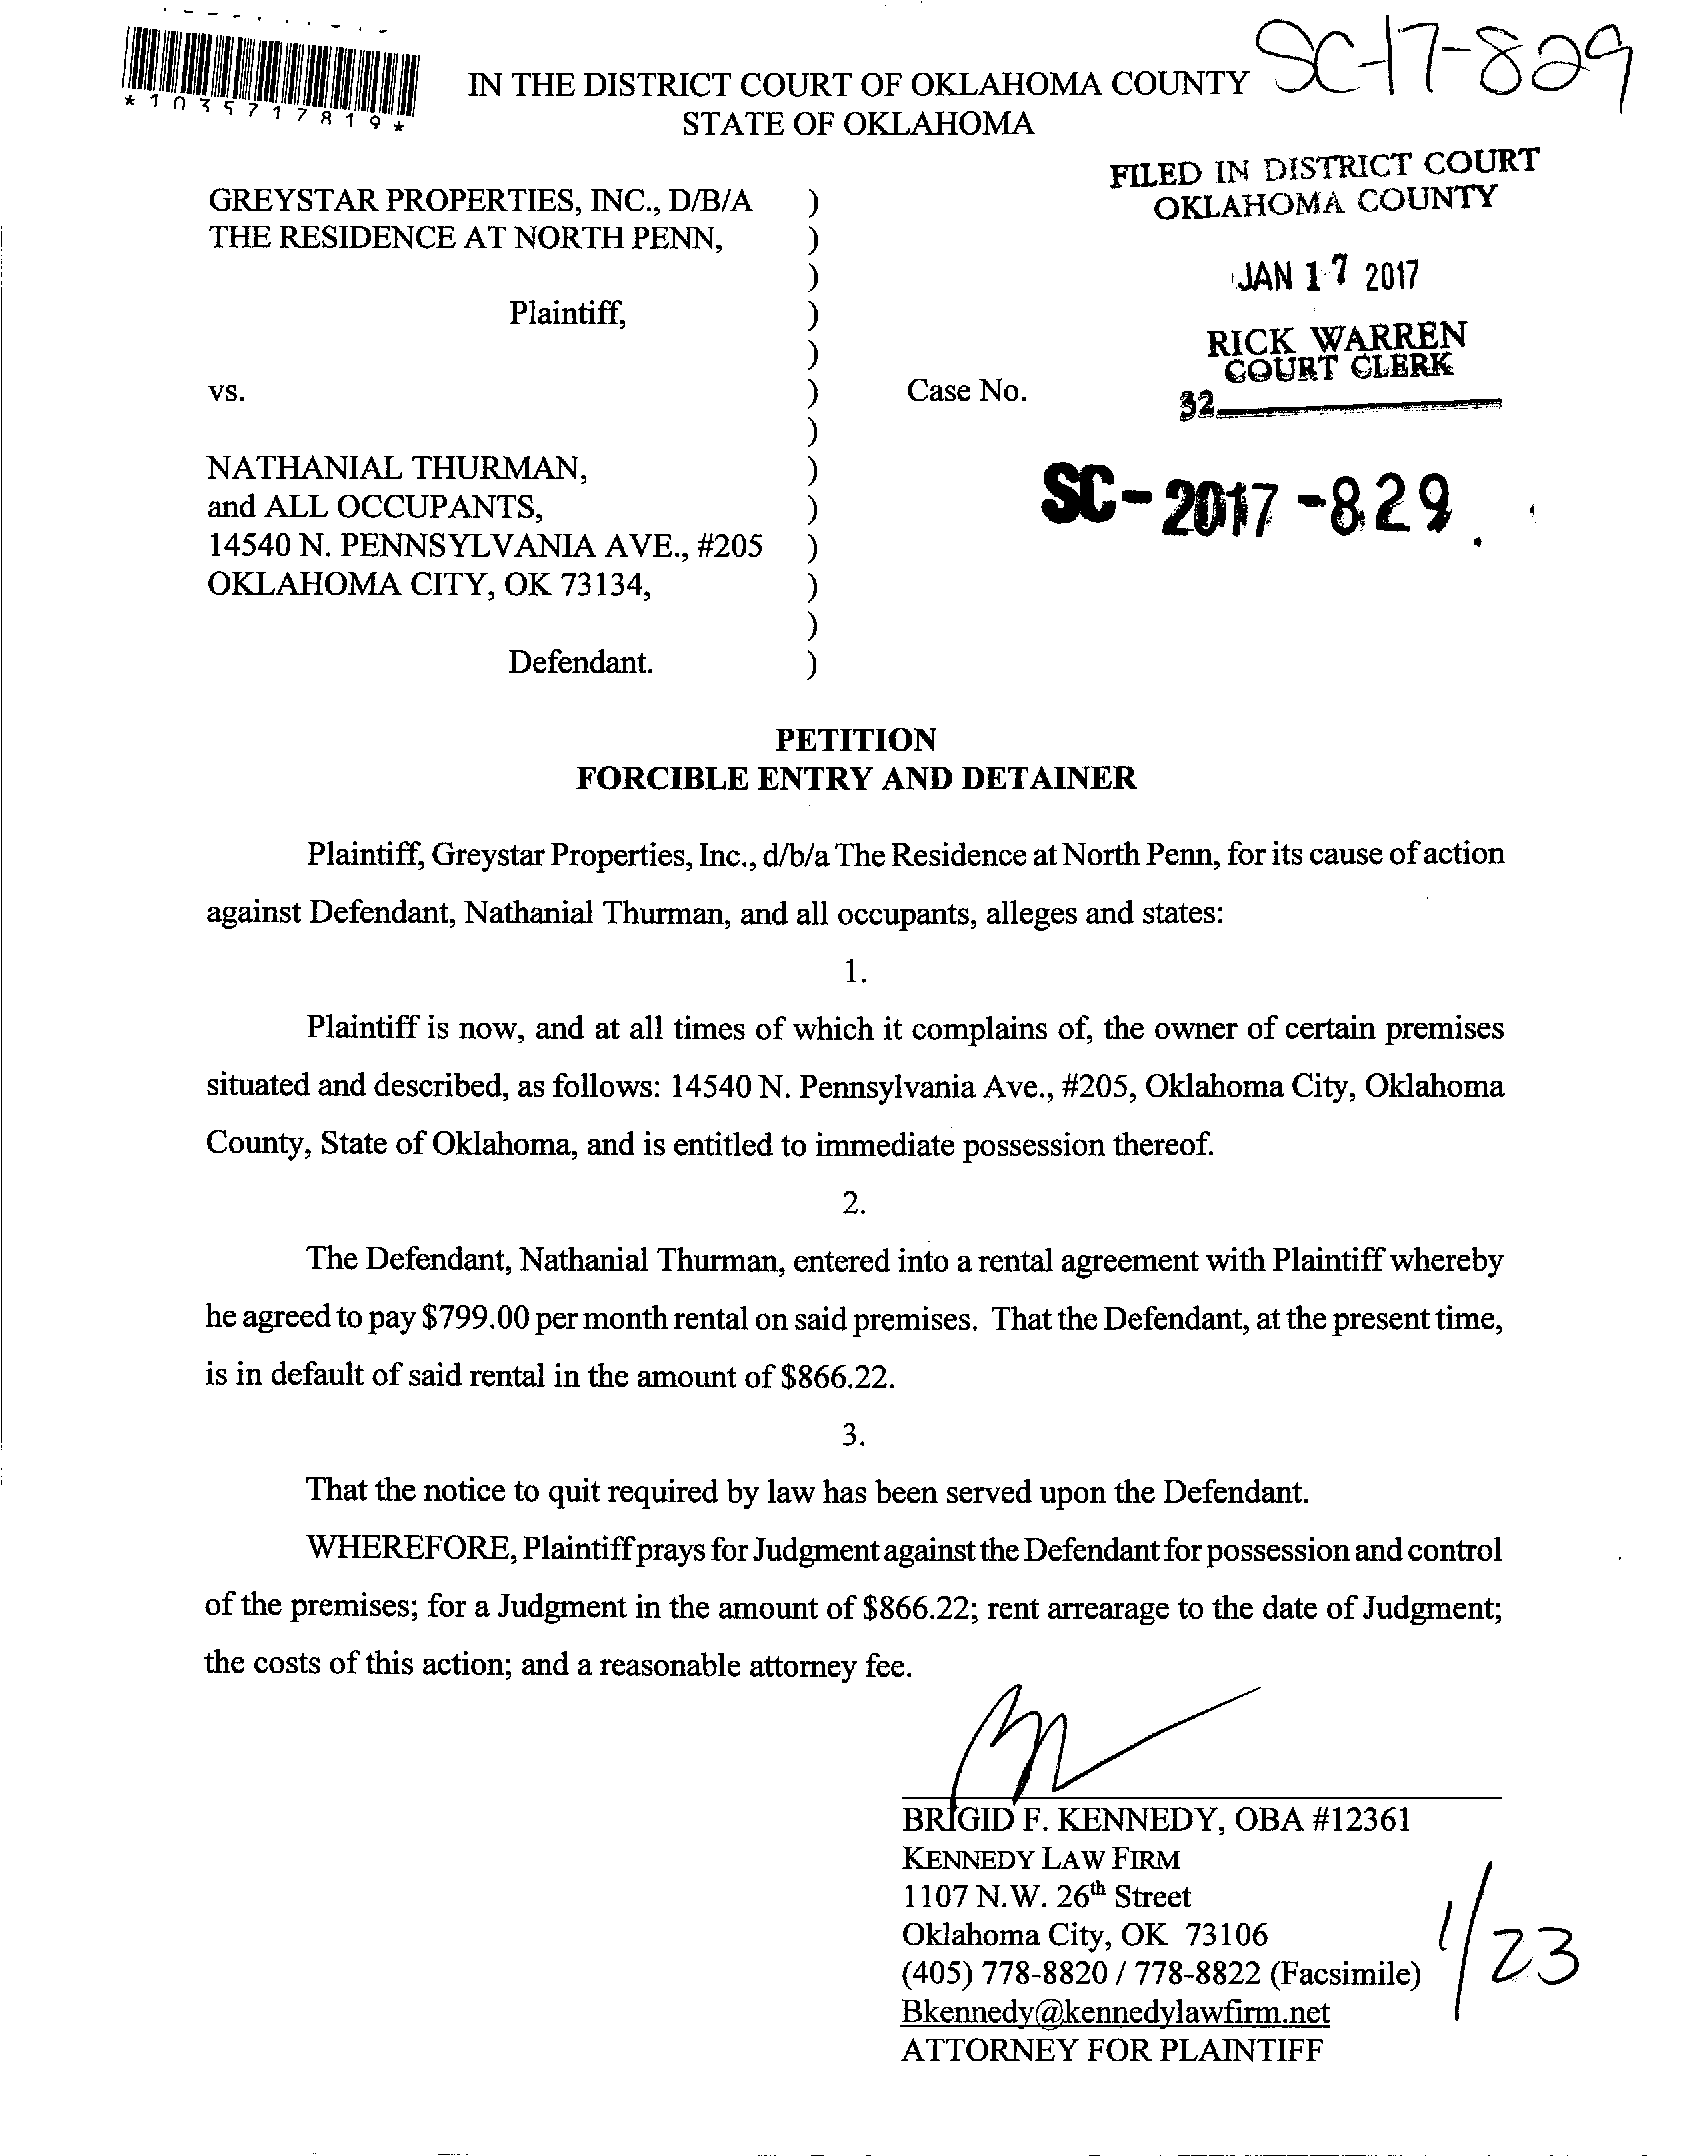 SC-17-829
*1035717819*
IN THE DISTRICT COURT OF OKLAHOMA COUNTY
STATE OF OKLAHOMA
FILED IN DISTRICT COURT
OKLAHOMA COUNTY
JAN 17 2017
RICK WARREN
COURT CLERK
32
GREYSTAR PROPERTIES, INC., D/B/A )
THE RESIDENCE AT NORTH PENN, )
)
Plaintiff, )
)
vs. ) Case No.
)
SC-2017-829
NATHANIAL THURMAN, )
and ALL OCCUPANTS, )
14540 N. PENNSYLVANIA AVE., #205 )
OKLAHOMA CITY, OK 73134, )
)
Defendant. )
PETITION
FORCIBLE ENTRY AND DETAINER
Plaintiff, Greystar Properties, Inc., d/b/a The Residence at North Penn, for its cause of action
against Defendant, Nathanial Thurman, and all occupants, alleges and states:
1.
Plaintiff is now, and at all times of which it complains of, the owner of certain premises
situated and described, as follows: 14540 N. Pennsylvania Ave., #205, Oklahoma City, Oklahoma
County, State of Oklahoma, and is entitled to immediate possession thereof.
2.
The Defendant, Nathanial Thurman, entered into a rental agreement with Plaintiff whereby
he agreed to pay $799.00 per month rental on said premises. That the Defendant, at the present time,
is in default of said rental in the amount of $866.22.
3.
That the notice to quit required by law has been served upon the Defendant.
WHEREFORE, Plaintiff prays for Judgment against the Defendant for possession and control
of the premises; for a Judgment in the amount of $866.22; rent arrearage to the date of Judgment;
the costs of this action; and a reasonable attorney fee.
BRIGID F. KENNEDY, OBA #12361
KENNEDY LAW FIRM
1107 N.W. 26th Street
Oklahoma City, OK 73106
(405) 778-8820 / 778-8822 (Facsimile)
Bkennedy@kennedylawfirm.net
ATTORNEY FOR PLAINTIFF
1/23